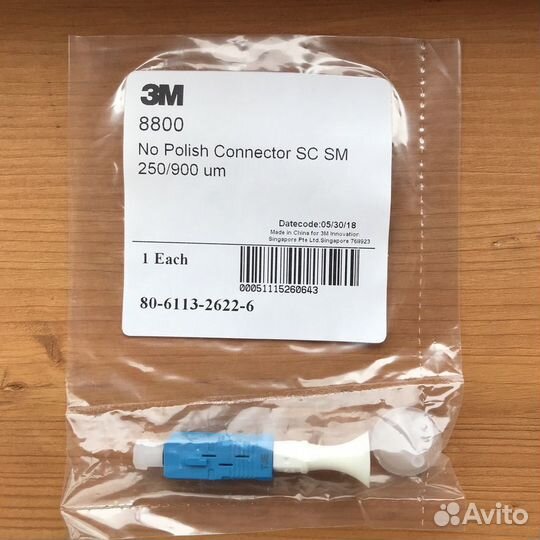 3M
8800
No Polish Connector SC SM
250/900 um
Datecode:05/30/18
Made in China for 3M Innovation
Singapore Pte Ltd.Singapore 768923
1 Each
00051115260643
80-6113-2622-6
Avito